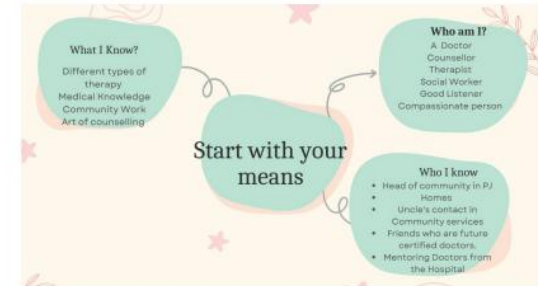 What I Know?
Different types of
therapy
Medical Knowledge
Community Work
Art of counselling
Start with your
means
Who am I?
A Doctor
Counsellor
Therapist
Social Worker
Good Listener
Compassionate person
Who I know
• Head of community in PJ
• Homes
• Uncle's contact in
Community services
• Friends who are future
certified doctors.
• Mentoring Doctors from
the Hospital